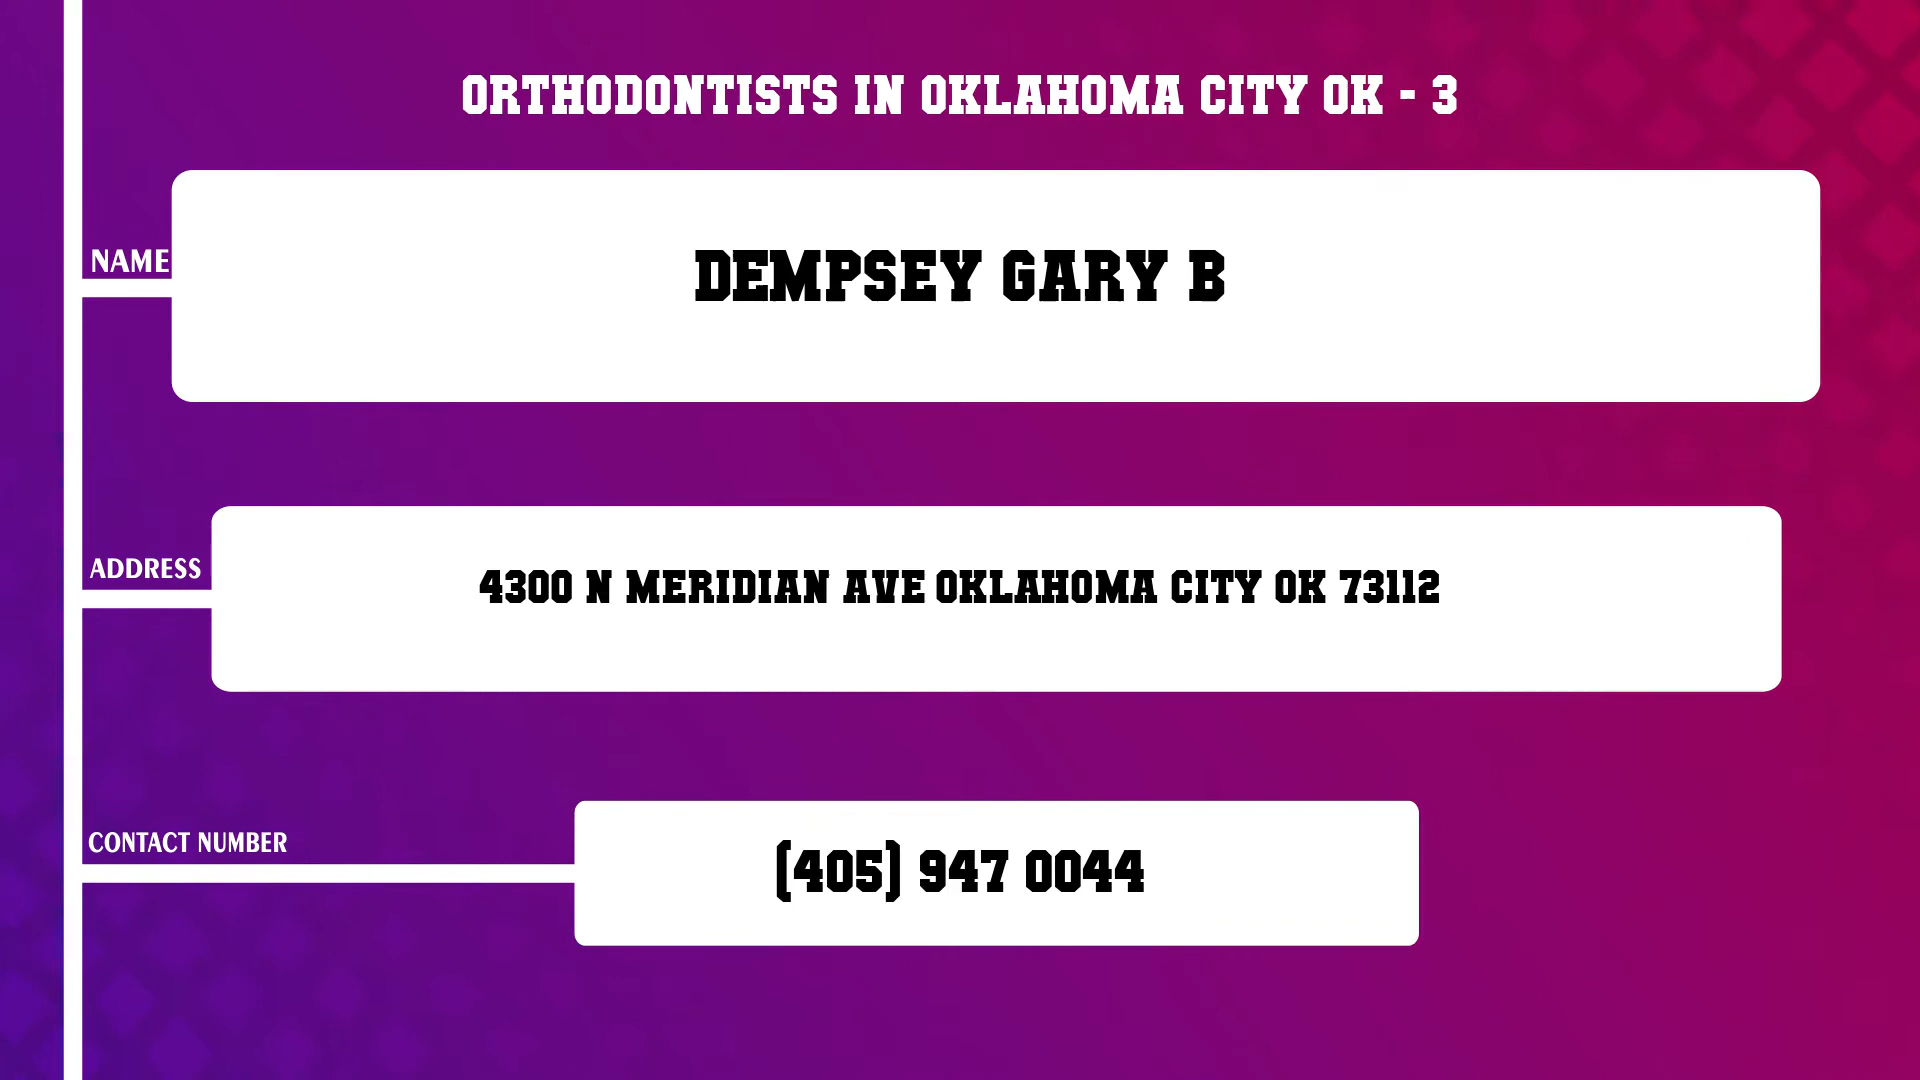 ORTHODONTISTS IN OKLAHOMA CITY OK - 3
NAME
DEMPSEY GARY B
ADDRESS
4300 N MERIDIAN AVE OKLAHOMA CITY OK 73112
CONTACT NUMBER
(405) 947 0044